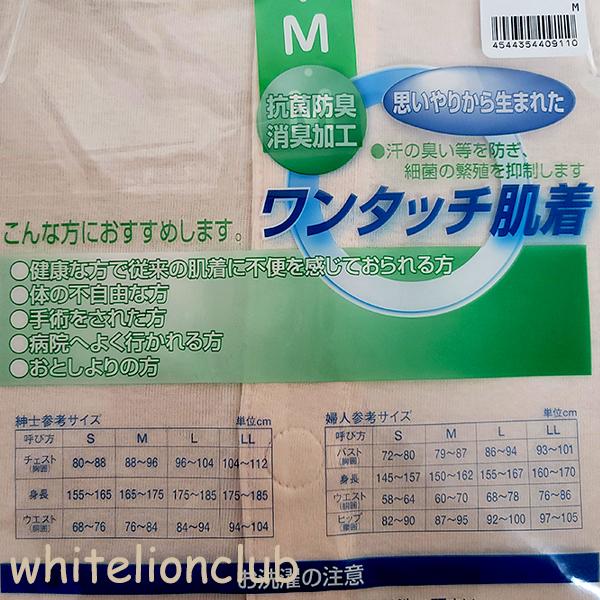 M
M
4544354409110
抗菌防臭
消臭加工
思いやりから生まれた
●汗の臭い等を防ぎ、
細菌の繁殖を抑制します
ワンタッチ肌着
こんな方におすすめします。
●健康な方で従来の肌着に不便を感じておられる方
●体の不自由な方
●手術をされた方
●病院へよく行かれる方
●おとしよりの方
紳士参考サイズ 単位cm
呼び方 S M L LL
チェスト(胸囲) 80〜88 88〜96 96〜104 104〜112
身長 155〜165 165〜175 175〜185 175〜185
ウエスト(胴囲) 68〜76 76〜84 84〜94 94〜104
婦人参考サイズ 単位cm
呼び方 S M L LL
バスト(胸囲) 72〜80 79〜87 86〜94 93〜101
身長 145〜157 150〜162 155〜167 160〜170
ウエスト(胴囲) 58〜64 60〜70 68〜78 76〜86
ヒップ(腰囲) 82〜90 87〜95 92〜100 97〜105
whitelionclub
お洗濯の注意